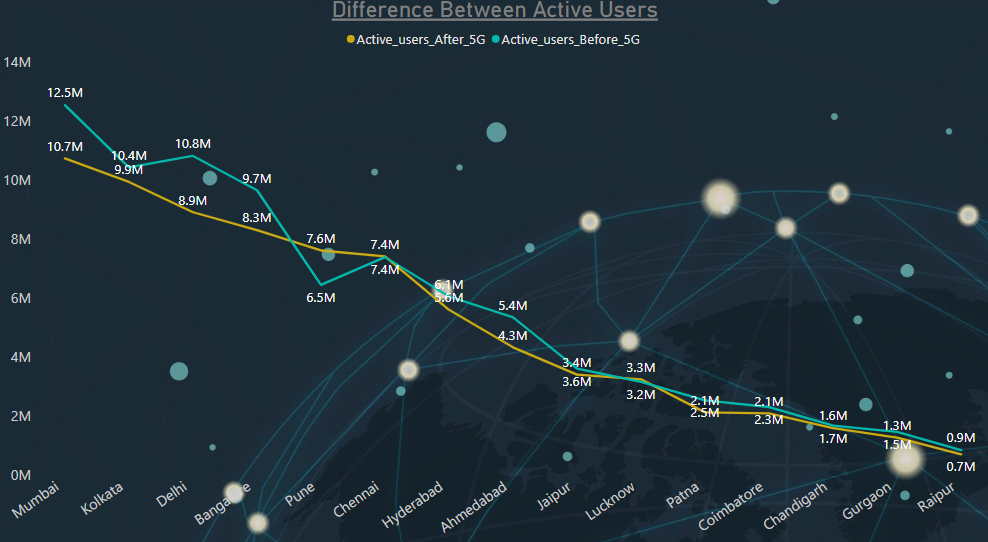 Difference Between Active Users
Active_users_After_5G Active_users_Before_5G
14M
12M
10M
8M
6M
4M
2M
0M
12.5M
10.7M
10.4M
9.9M
10.8M
8.9M
9.7M
8.3M
7.6M
6.5M
7.4M
7.4M
6.1M
5.6M
5.4M
4.3M
3.4M
3.6M
3.3M
3.2M
2.1M
2.5M
2.1M
2.3M
1.6M
1.7M
1.3M
1.5M
0.9M
0.7M
Mumbai
Kolkata
Delhi
Bangalore
Pune
Chennai
Hyderabad
Ahmedabad
Jaipur
Lucknow
Patna
Coimbatore
Chandigarh
Gurgaon
Raipur